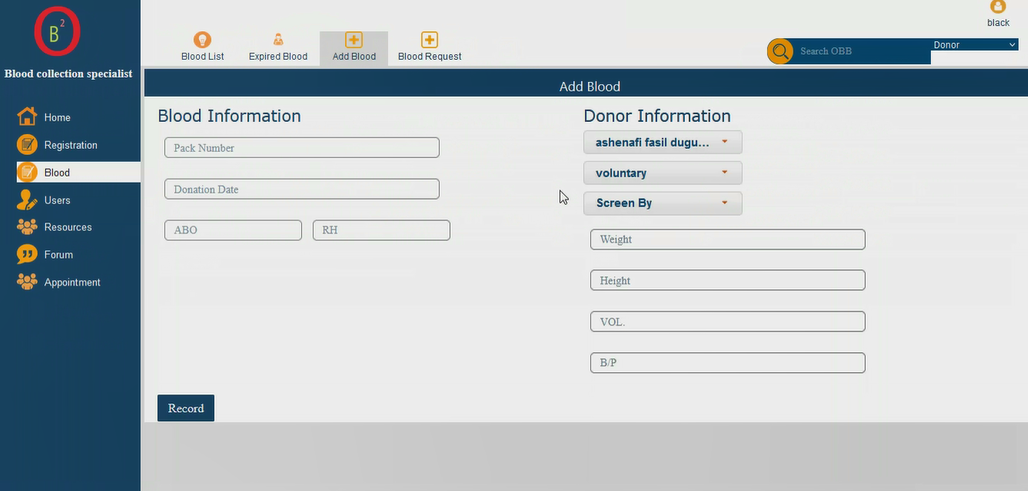 B2
Blood collection specialist
Home
Registration
Blood
Users
Resources
Forum
Appointment
black
Blood List
Expired Blood
Add Blood
Blood Request
Search OBB
Donor
Add Blood
Blood Information
Pack Number
Donation Date
ABO
RH
Record
Donor Information
ashenafi fasil dugu...
voluntary
Screen By
Weight
Height
VOL.
B/P